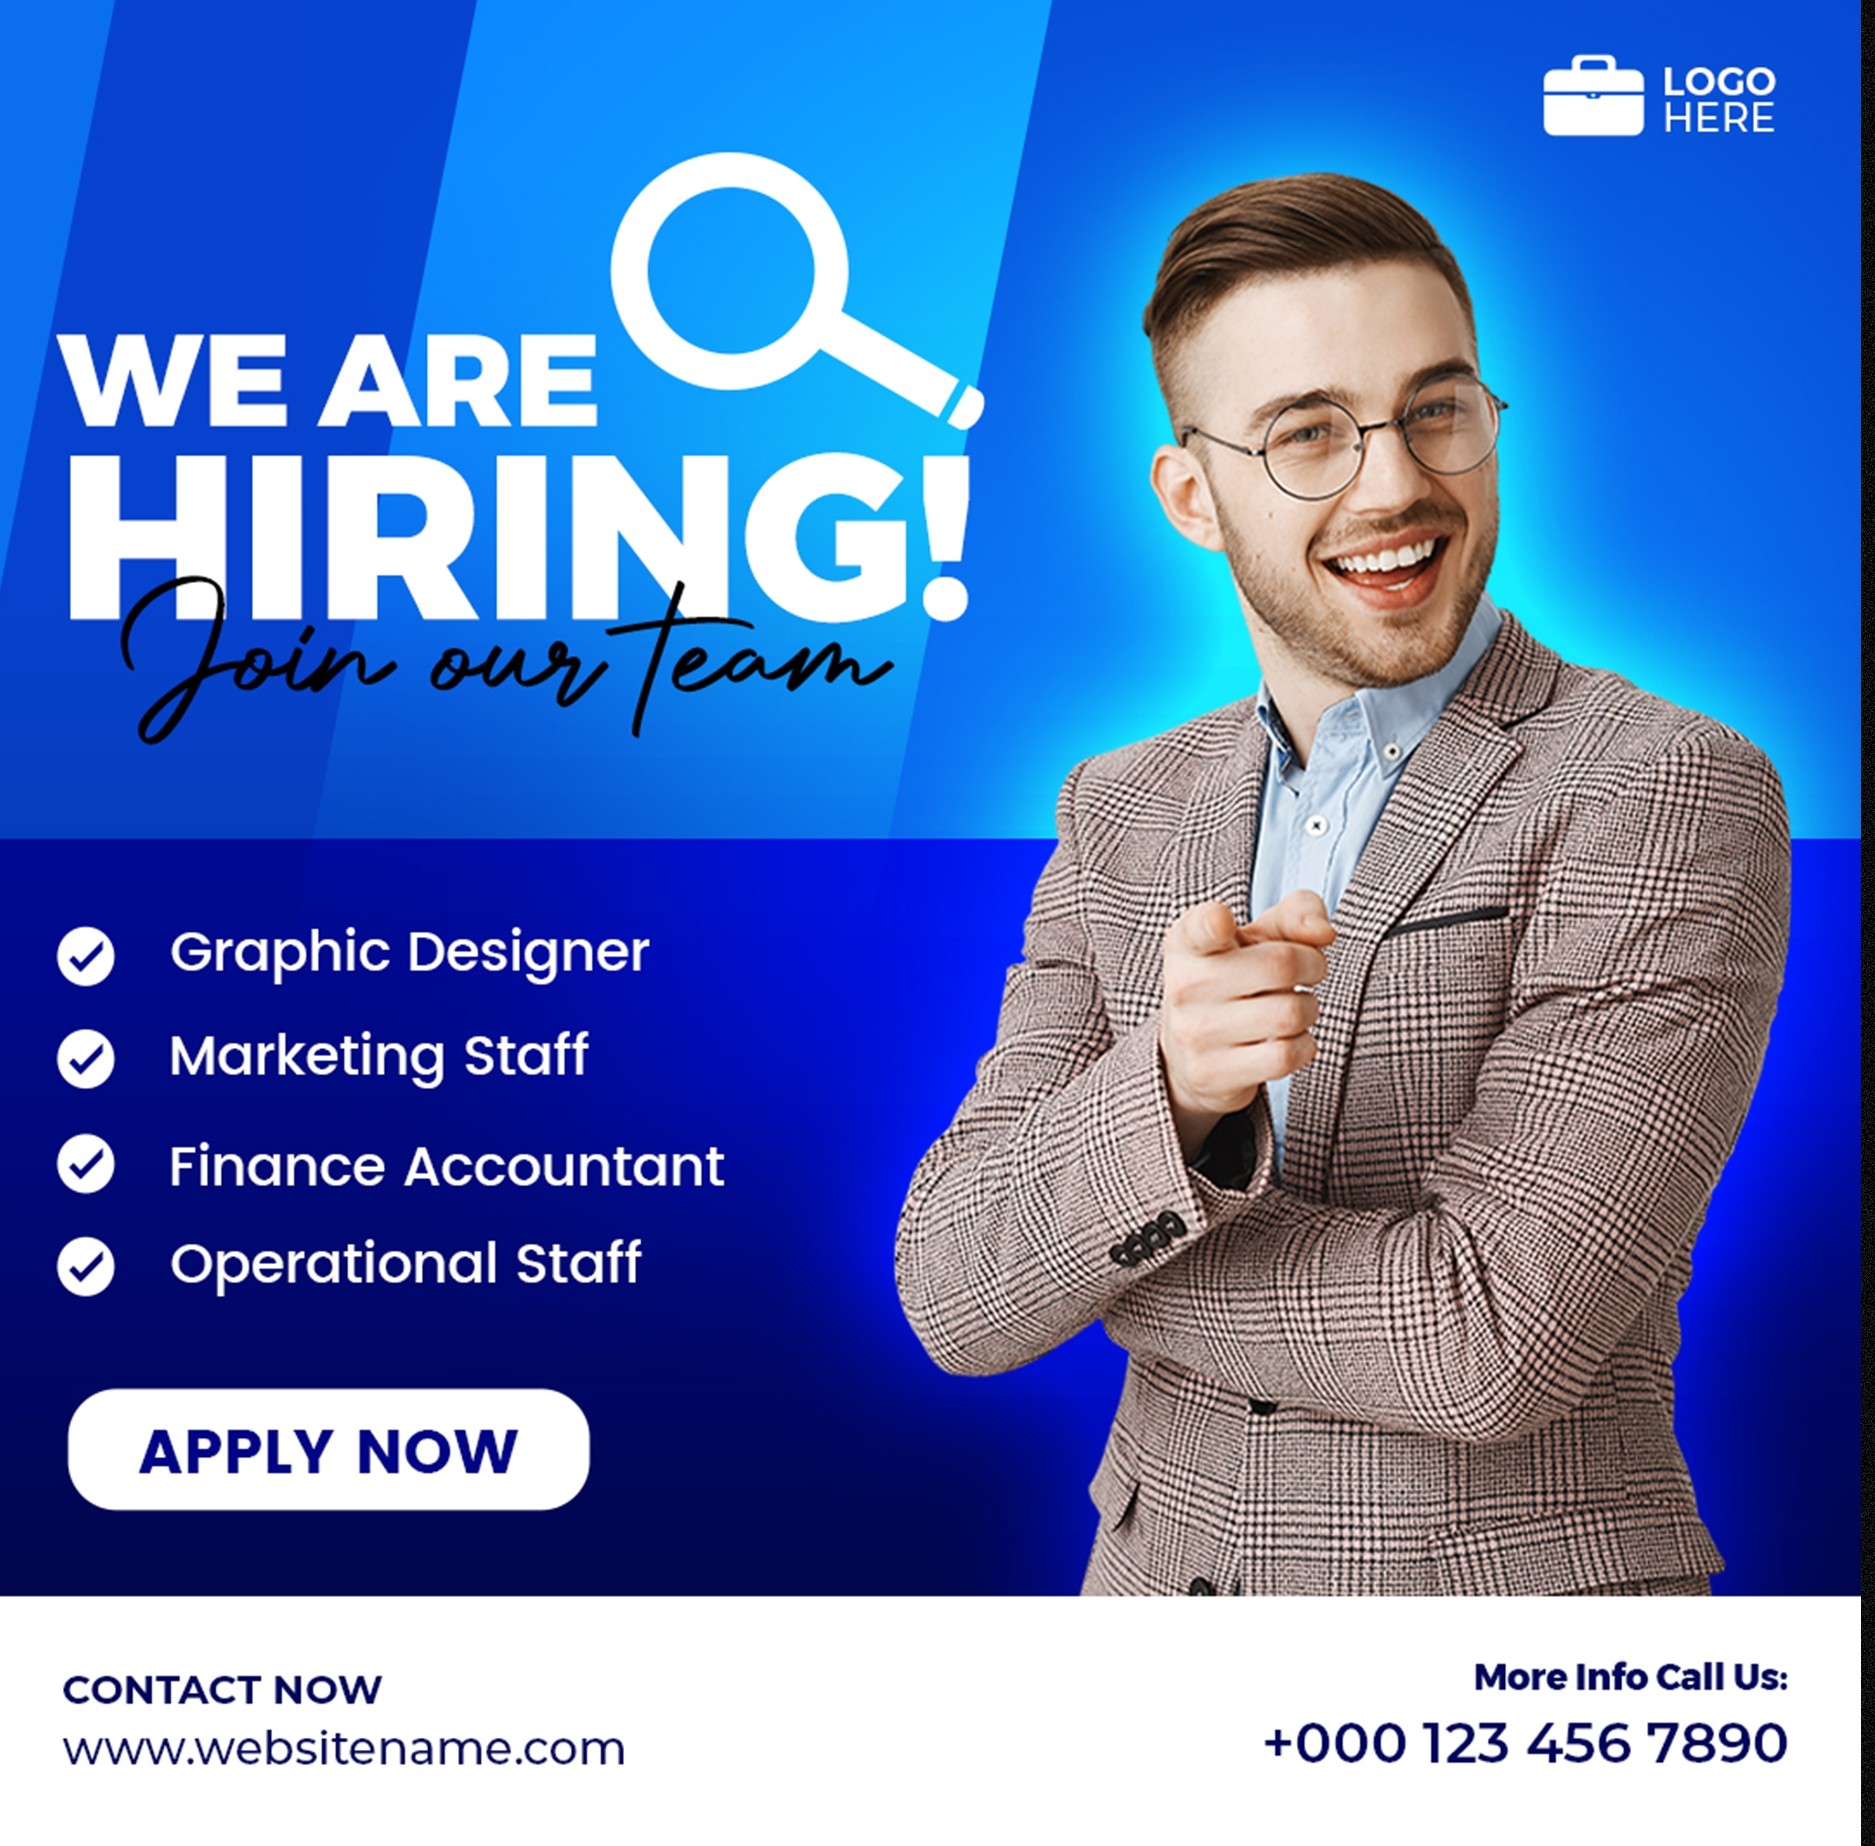 LOGO
HERE
WE ARE
HIRING!
Join our team
Graphic Designer
Marketing Staff
Finance Accountant
Operational Staff
APPLY NOW
CONTACT NOW
www.websitename.com
More Info Call Us:
+000 123 456 7890